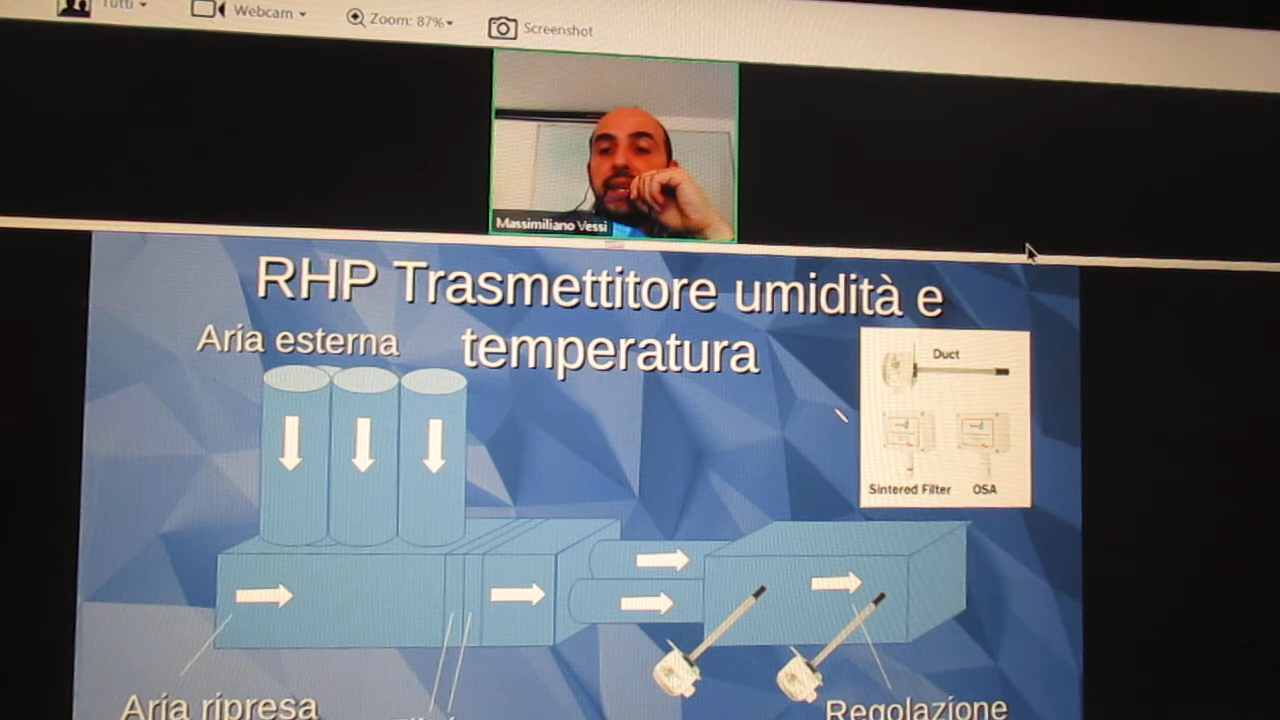 Tutti
Webcam
Zoom: 87%
Screenshot
Massimiliano Vessi
RHP Trasmettitore umidità e
temperatura
Aria esterna
Duct
Sintered Filter
OSA
Aria ripresa
Regolazione